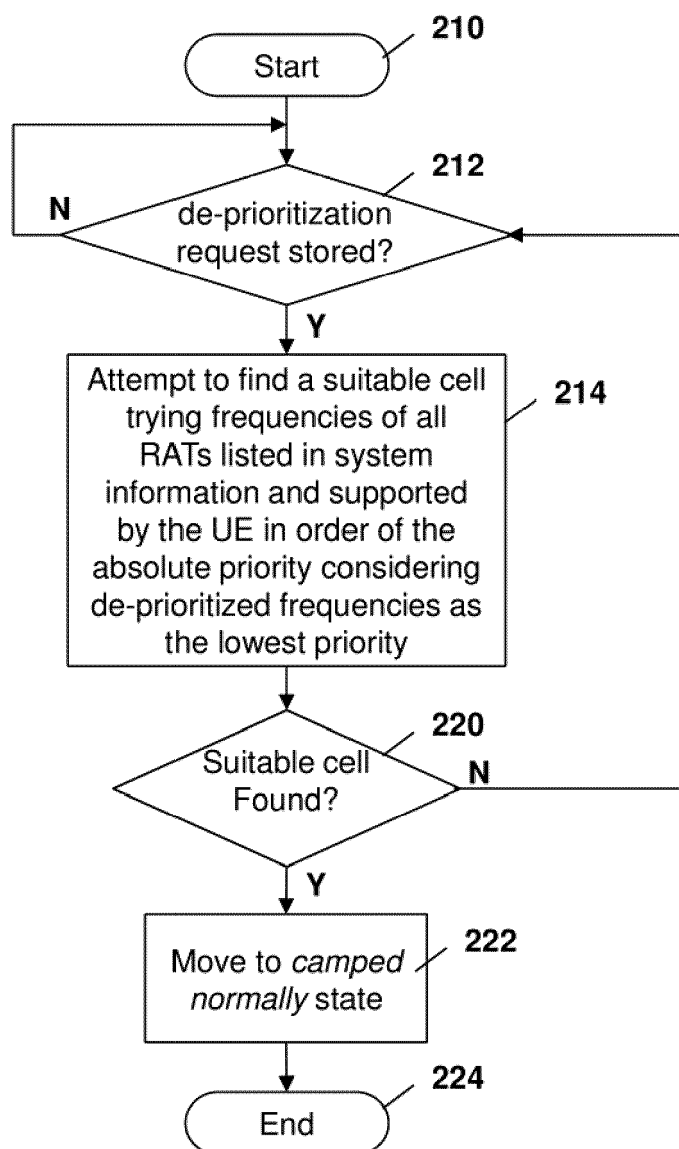 210
Start
212
N
de-prioritization
request stored?
Y
Attempt to find a suitable cell
trying frequencies of all
RATs listed in system
information and supported
by the UE in order of the
absolute priority considering
de-prioritized frequencies as
the lowest priority
214
220
Suitable cell
Found?
N
Y
222
Move to camped
normally state
224
End